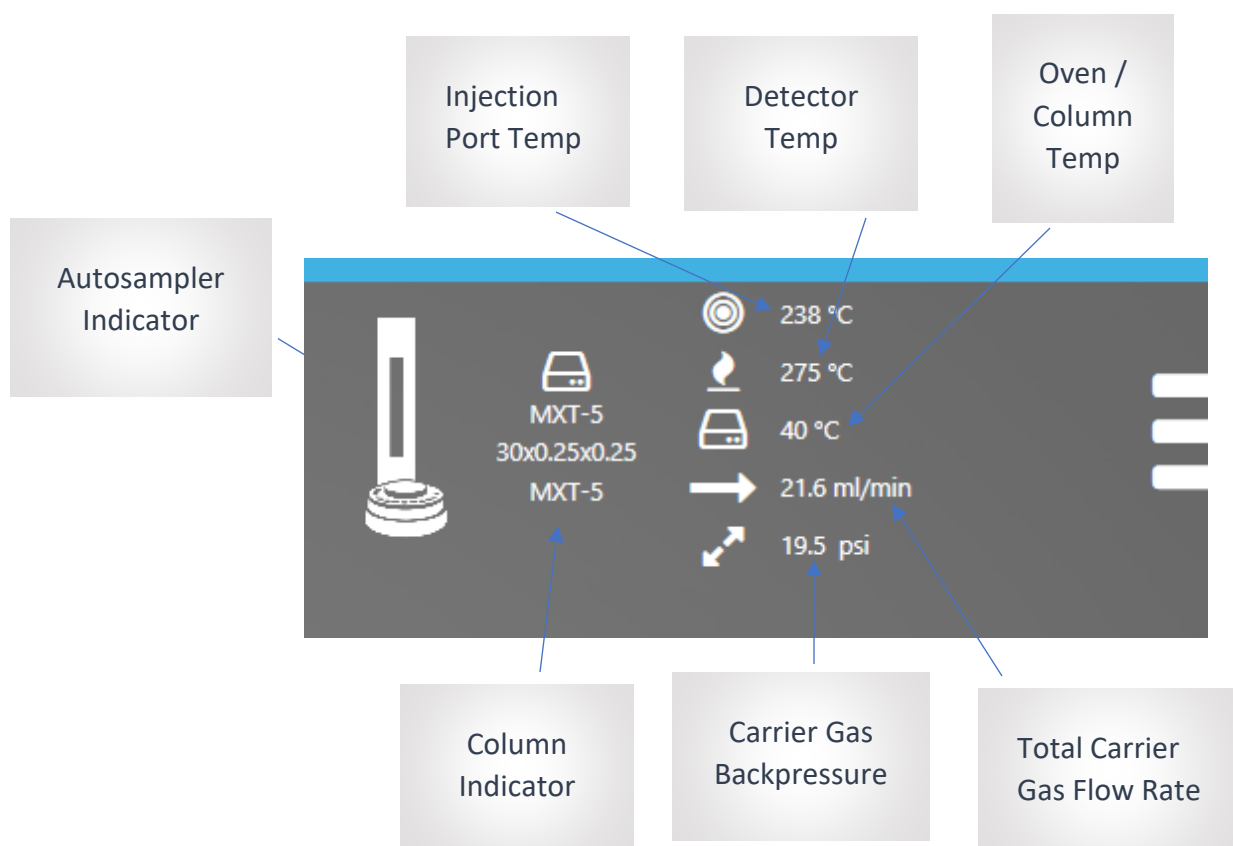 Injection
Port Temp
Detector
Temp
Oven /
Column
Temp
Autosampler
Indicator
238 °C
275 °C
40 °C
21.6 ml/min
19.5 psi
MXT-5
30x0.25x0.25
MXT-5
Column
Indicator
Carrier Gas
Backpressure
Total Carrier
Gas Flow Rate